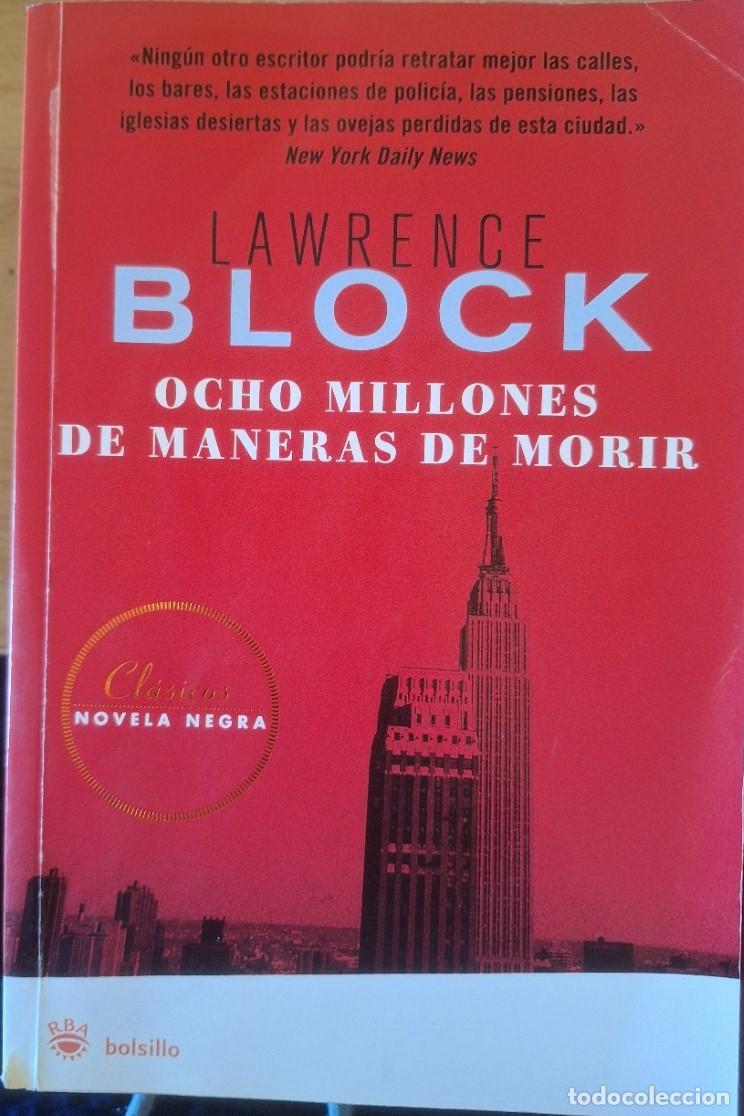 «Ningún otro escritor podría retratar mejor las calles,
los bares, las estaciones de policía, las pensiones, las
iglesias desiertas y las ovejas perdidas de esta ciudad.»
New York Daily News
LAWRENCE
BLOCK
OCHO MILLONES
DE MANERAS DE MORIR
Clásicos
NOVELA NEGRA
RBA
bolsillo
todocoleccion